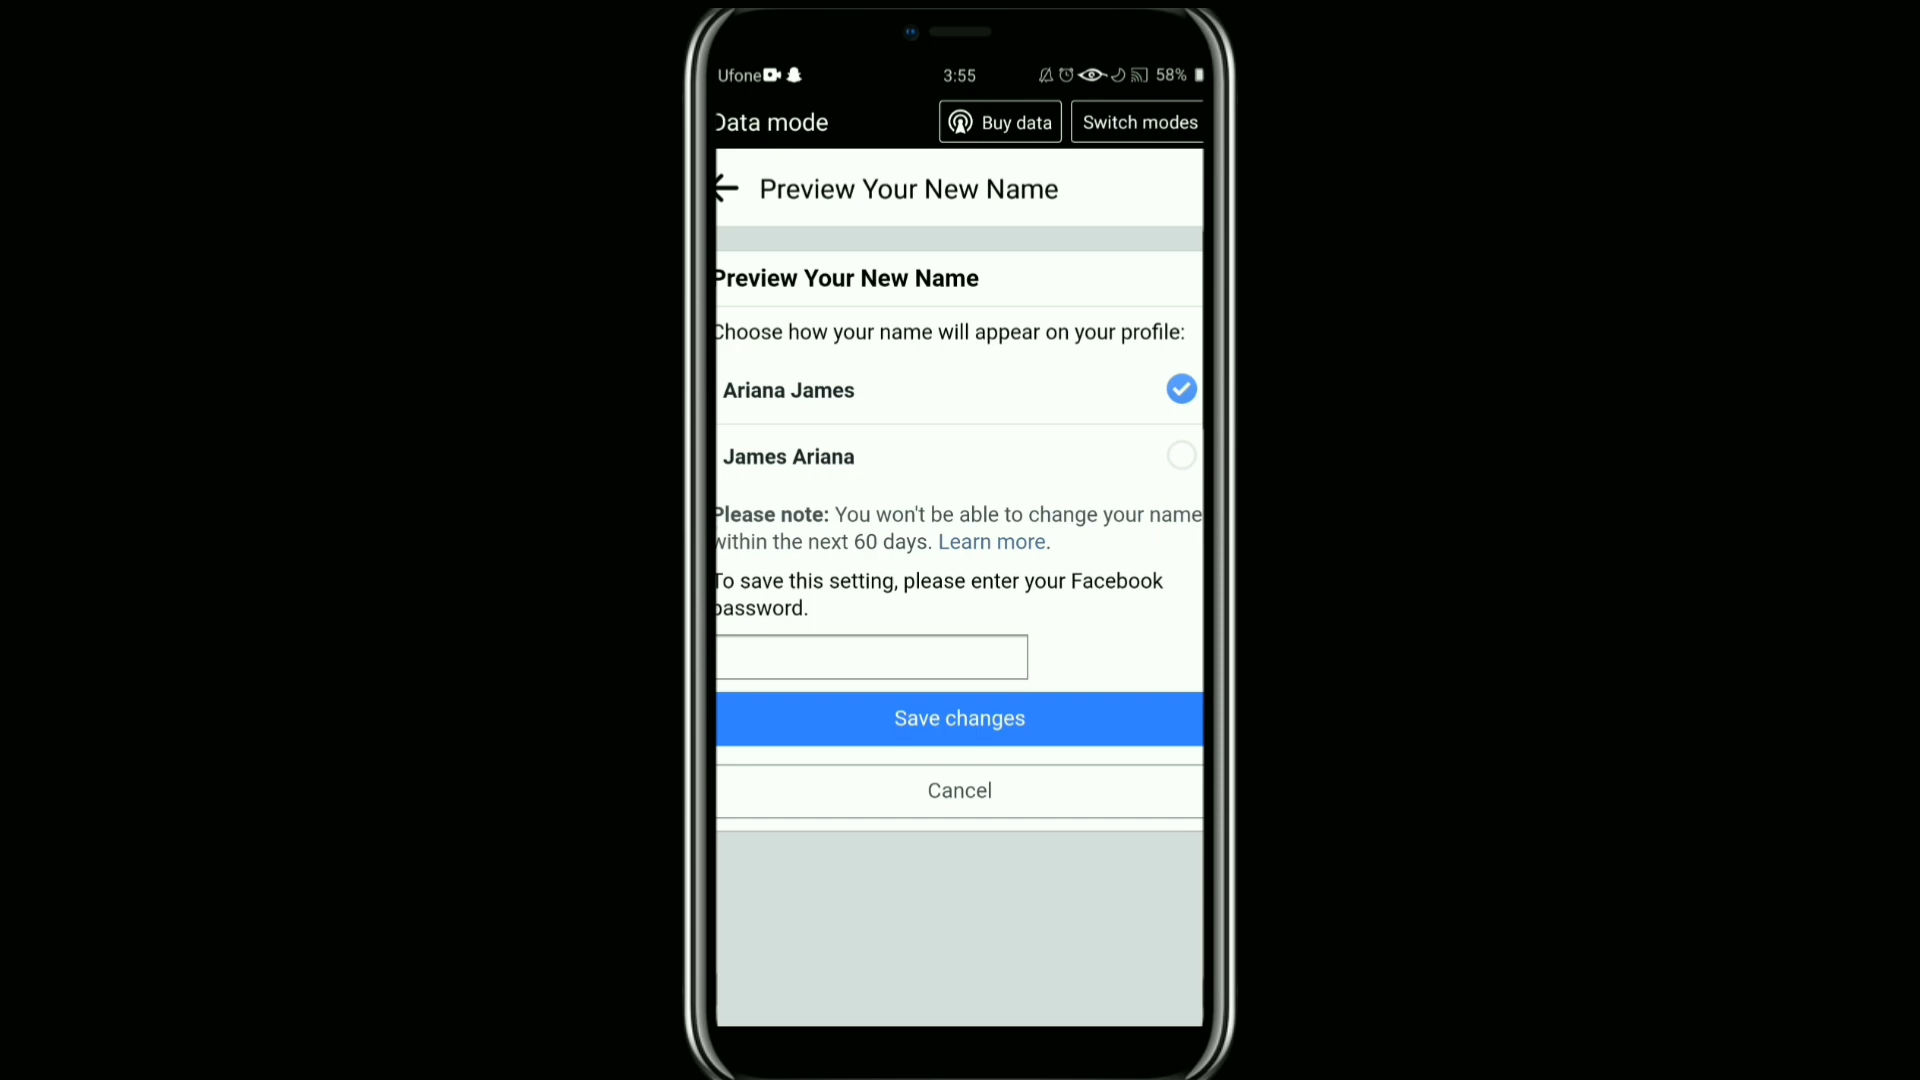 Ufone 3:55 58%
Data mode Buy data Switch modes
Preview Your New Name
Preview Your New Name
Choose how your name will appear on your profile:
Ariana James
James Ariana
Please note: You won't be able to change your name
within the next 60 days. Learn more.
To save this setting, please enter your Facebook
password.
Save changes
Cancel